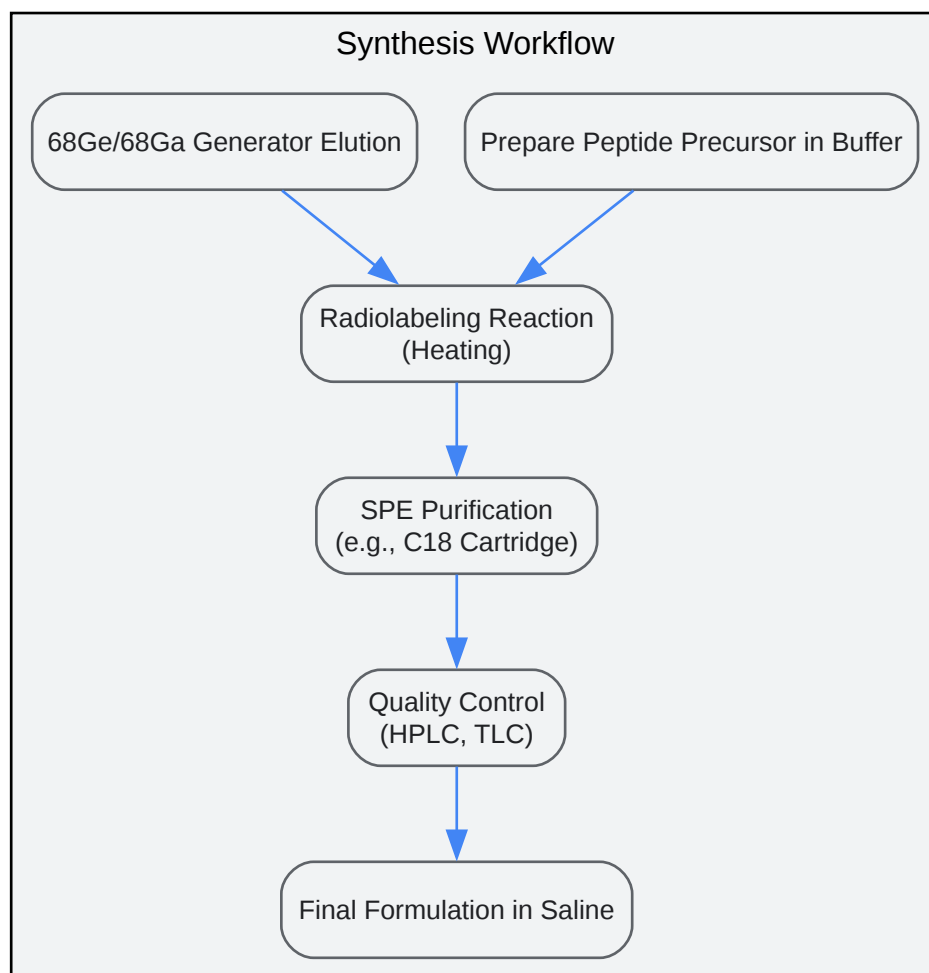 Synthesis Workflow
68Ge/68Ga Generator Elution
Prepare Peptide Precursor in Buffer
Radiolabeling Reaction
(Heating)
SPE Purification
(e.g., C18 Cartridge)
Quality Control
(HPLC, TLC)
Final Formulation in Saline